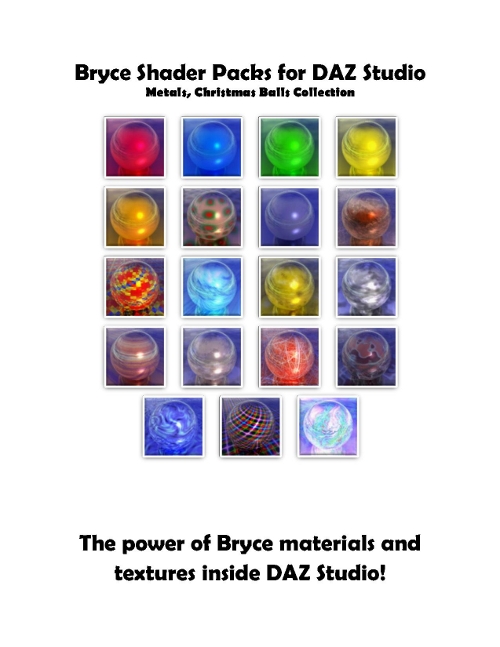 Bryce Shader Packs for DAZ Studio
Metals, Christmas Balls Collection
The power of Bryce materials and
textures inside DAZ Studio!